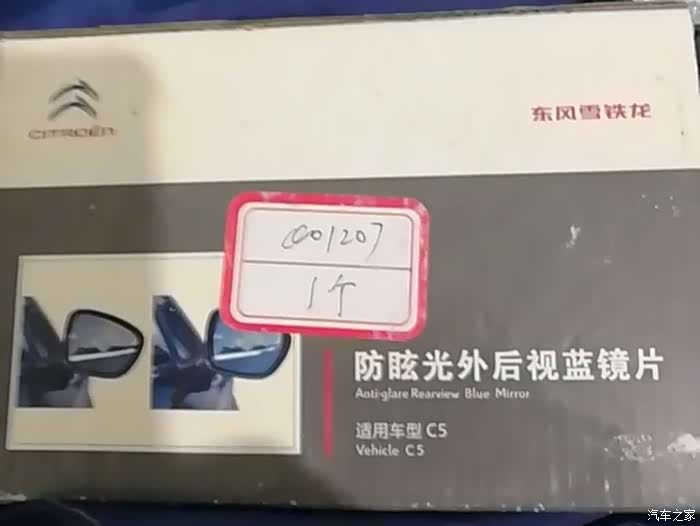 CITROËN
东风雪铁龙
CC01207
1个
防眩光外后视蓝镜片
Anti-glare Rearview Blue Mirror
适用车型 C5
Vehicle C5
汽车之家